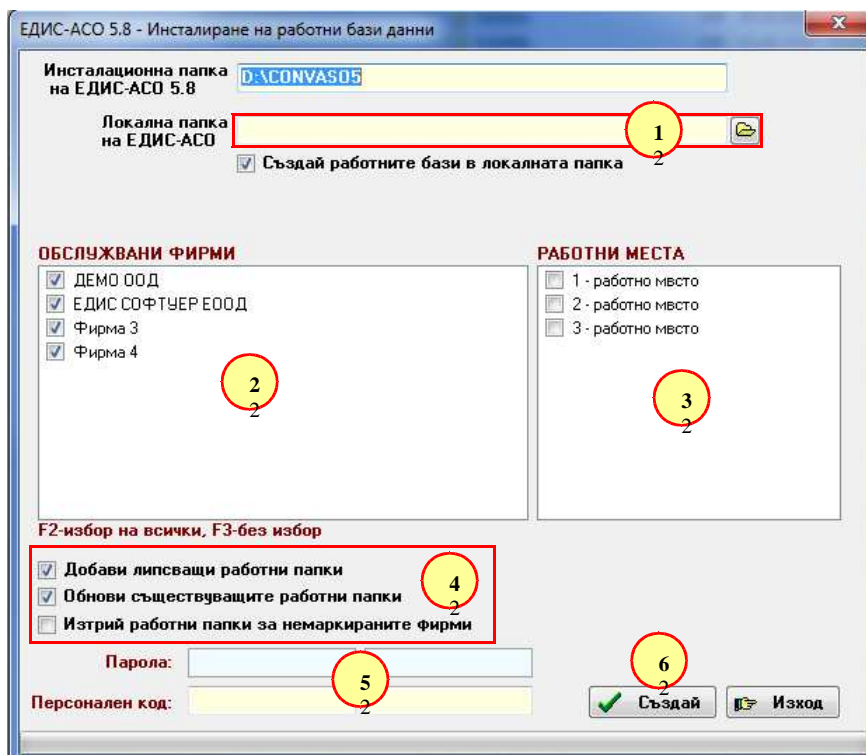 ЕДИС-АСО 5.8 - Инсталиране на работни бази данни
Инсталационна папка
на ЕДИС-АСО 5.8
D:\CONVASO5
Локална папка
на ЕДИС-АСО
1
2
Създай работните бази в локалната папка
ОБСЛУЖВАНИ ФИРМИ
ДЕМО ООД
ЕДИС СОФТУЕР ЕООД
Фирма 3
Фирма 4
2
2
РАБОТНИ МЕСТА
1 - работно мвсто
2 - работно мвсто
3 - работно мвсто
3
2
F2-избор на всички, F3-без избор
Добави липсващи работни папки
Обнови съществуващите работни папки
Изтрий работни папки за немаркираните фирми
4
2
Парола:
Персонален код:
5
2
6
2
Създай
Изход